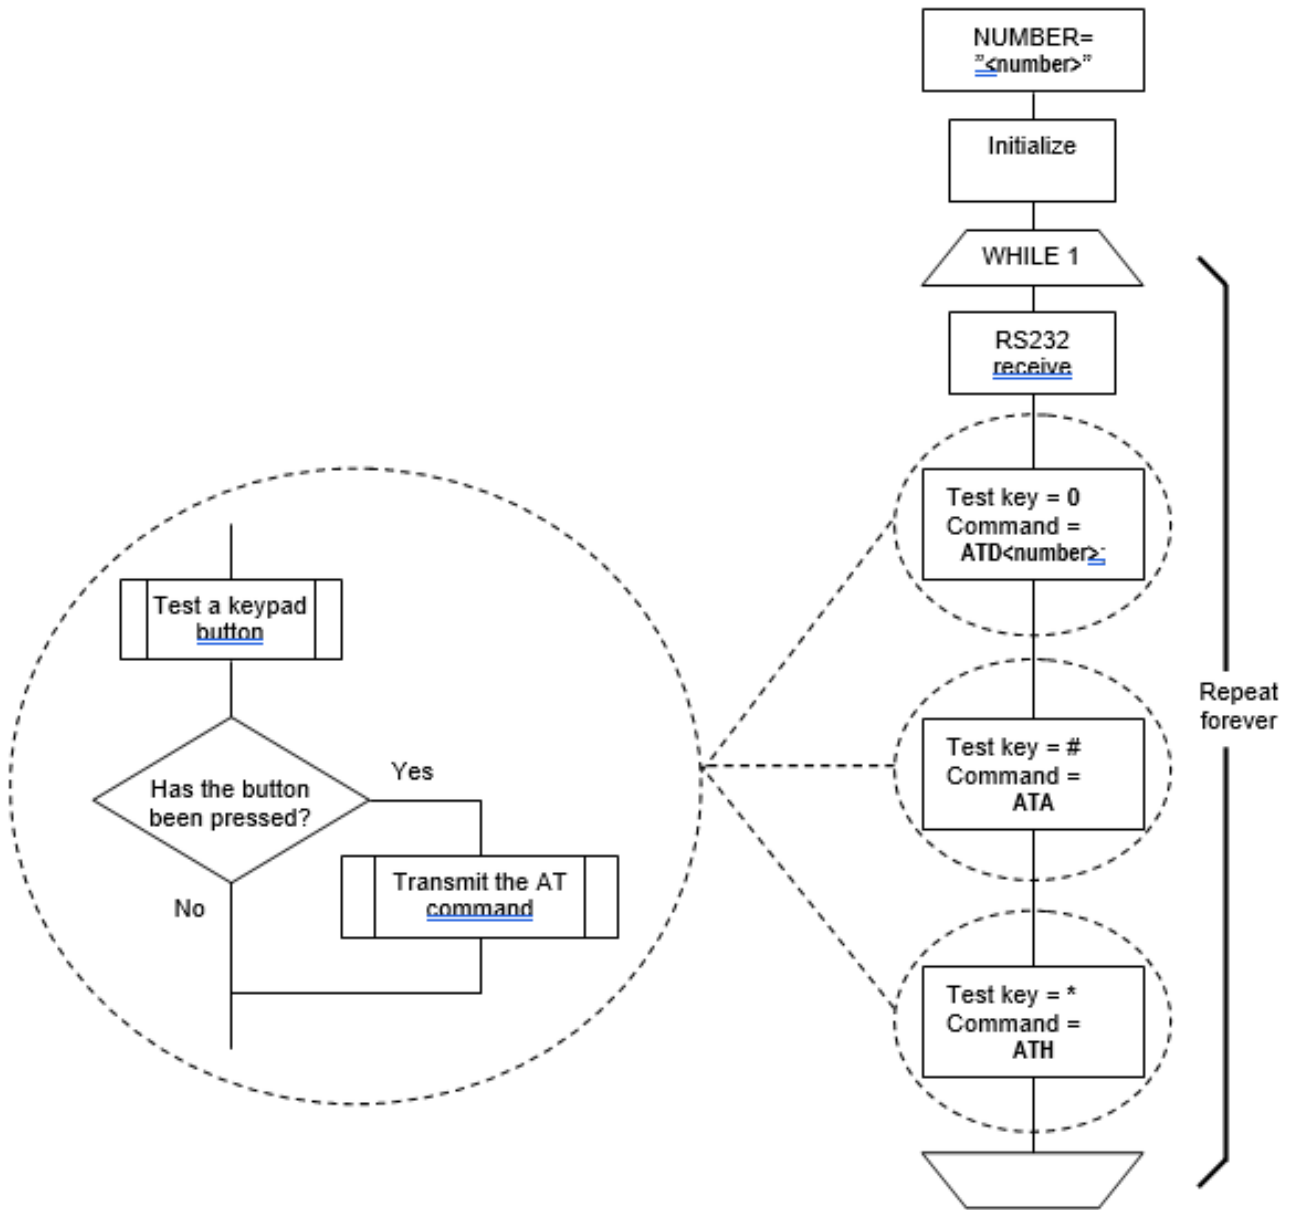 NUMBER=
”<number>”
Initialize
WHILE 1
RS232
receive
Test key = 0
Command =
ATD<number>;
Test key = #
Command =
ATA
Test key = *
Command =
ATH
Repeat
forever
Test a keypad
button
Has the button
been pressed?
Yes
No
Transmit the AT
command